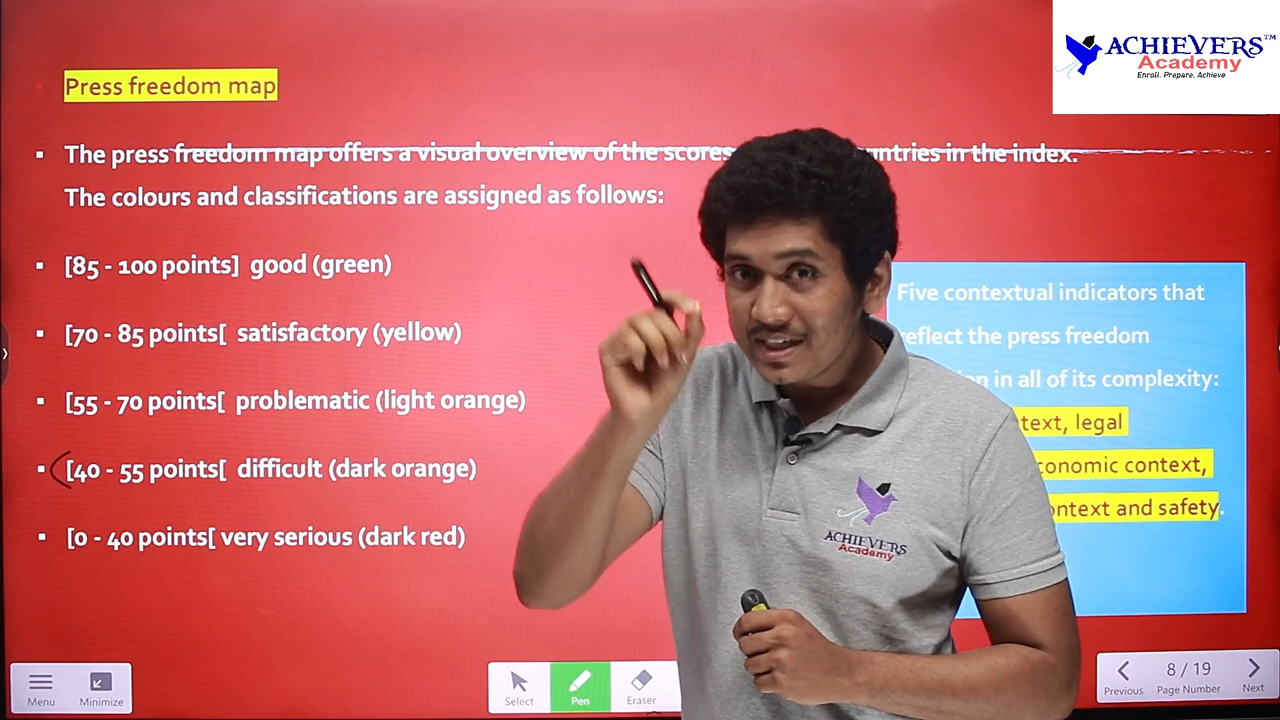 ACHIEVERS™
Academy
Enroll. Prepare. Achieve
Press freedom map
▪ The press freedom map offers a visual overview of the scores countries in the index.
The colours and classifications are assigned as follows:
▪ [85 - 100 points] good (green)
▪ [70 - 85 points[ satisfactory (yellow)
▪ [55 - 70 points[ problematic (light orange)
▪ [40 - 55 points[ difficult (dark orange)
▪ [0 - 40 points[ very serious (dark red)
Five contextual indicators that
reflect the press freedom
in all of its complexity:
legal
economic context,
context and safety.
ACHIEVERS
Academy
Menu
Minimize
Select
Pen
Eraser
Previous
8 / 19
Page Number
Next